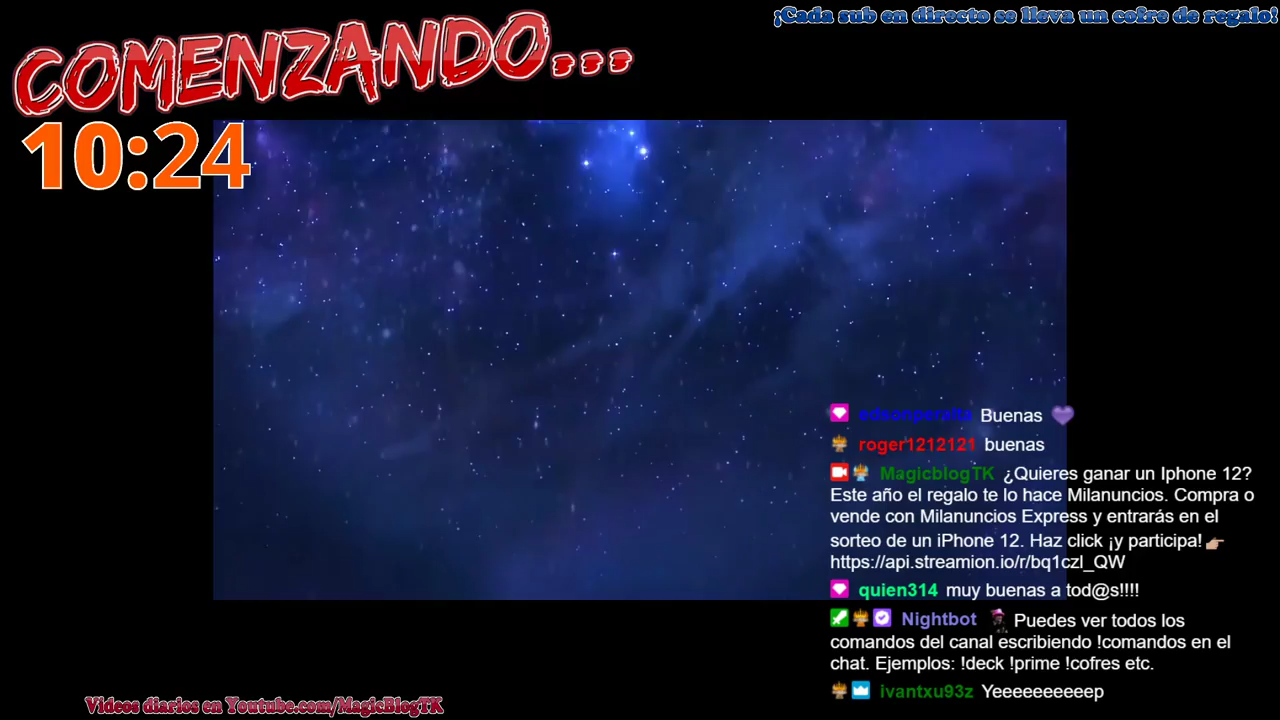 ¡Cada sub en directo se lleva un cofre de regalo!
COMENZANDO...
10:24
edsonperalta Buenas
roger1212121 buenas
MagicblogTK ¿Quieres ganar un Iphone 12?
Este año el regalo te lo hace Milanuncios. Compra o
vende con Milanuncios Express y entrarás en el
sorteo de un iPhone 12. Haz click ¡y participa!
https://api.streamion.io/r/bq1czl_QW
quien314 muy buenas a tod@s!!!!
Nightbot Puedes ver todos los
comandos del canal escribiendo !comandos en el
chat. Ejemplos: !deck !prime !cofres etc.
ivantxu93z Yeeeeeeeeeep
Videos diarios en Youtube.com/MagicBlogTK